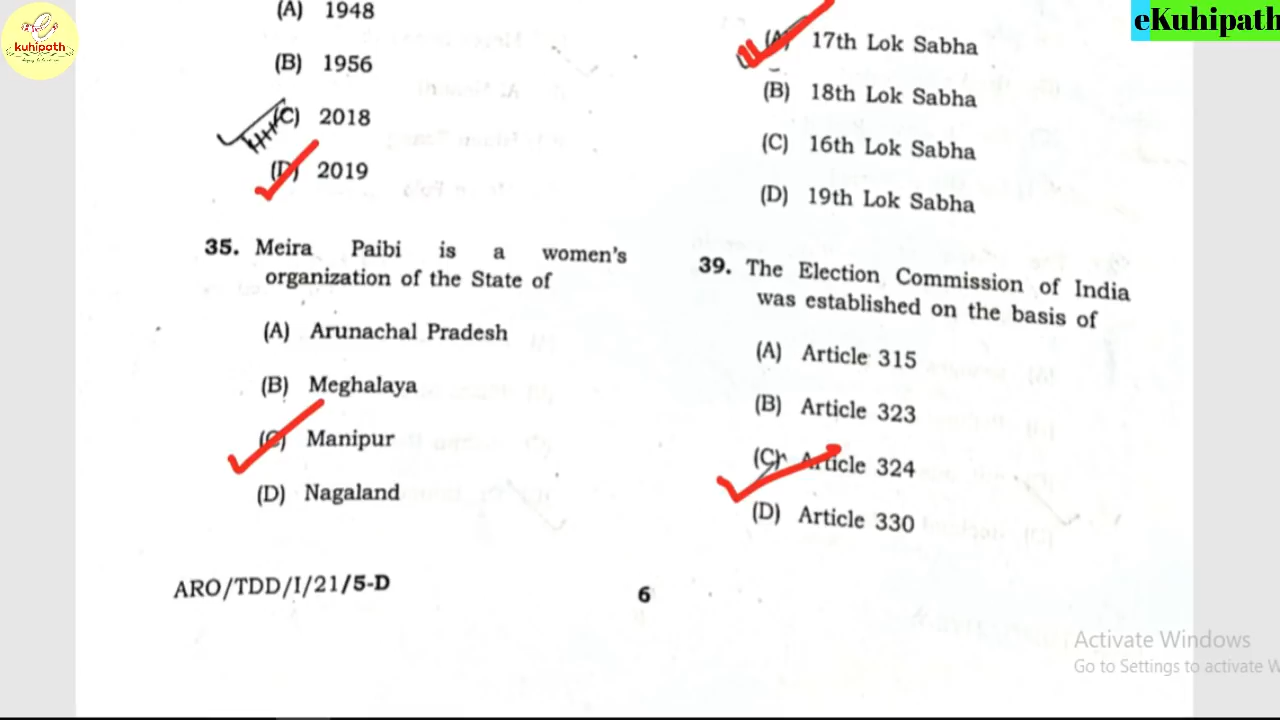 kuhipath
eKuhipath
(A) 1948
(B) 1956
(C) 2018
(D) 2019
35. Meira Paibi is a women's
organization of the State of
(A) Arunachal Pradesh
(B) Meghalaya
(C) Manipur
(D) Nagaland
(A) 17th Lok Sabha
(B) 18th Lok Sabha
(C) 16th Lok Sabha
(D) 19th Lok Sabha
39. The Election Commission of India
was established on the basis of
(A) Article 315
(B) Article 323
(C) Article 324
(D) Article 330
ARO/TDD/I/21/5-D
6
Activate Windows
Go to Settings to activate W